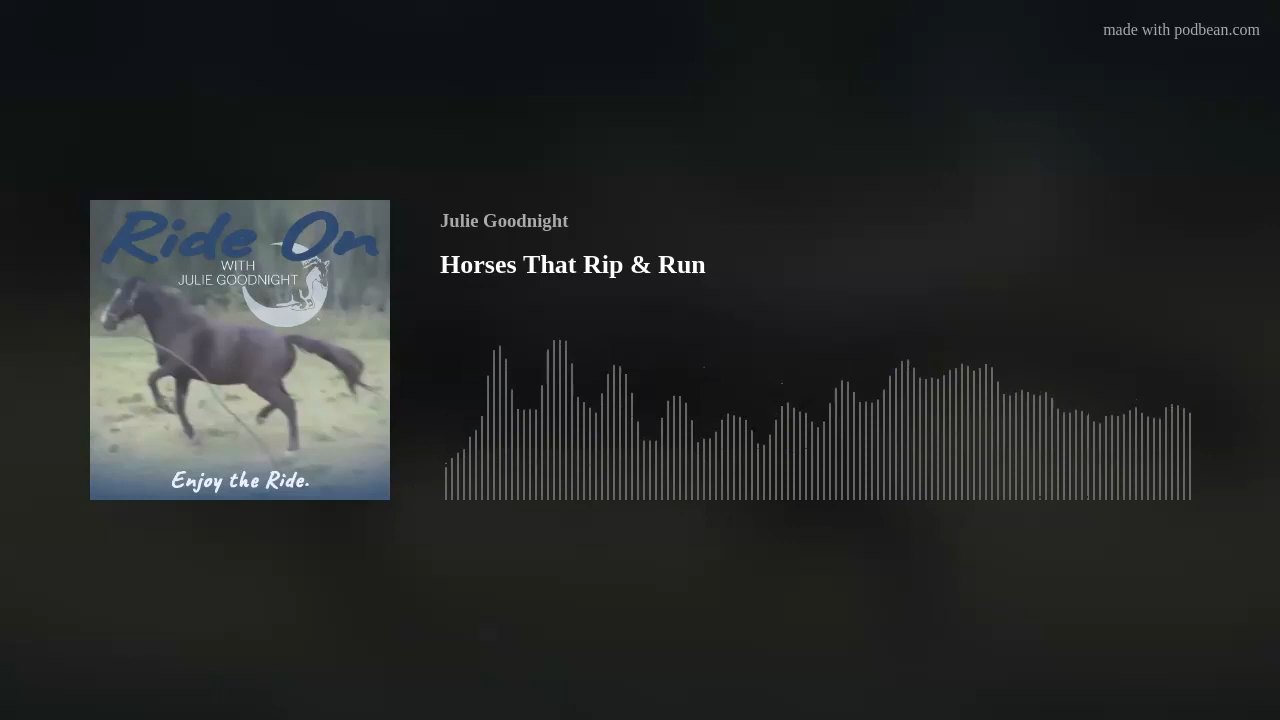 made with podbean.com
Ride On
WITH
JULIE GOODNIGHT
Enjoy the Ride.
Julie Goodnight
Horses That Rip & Run